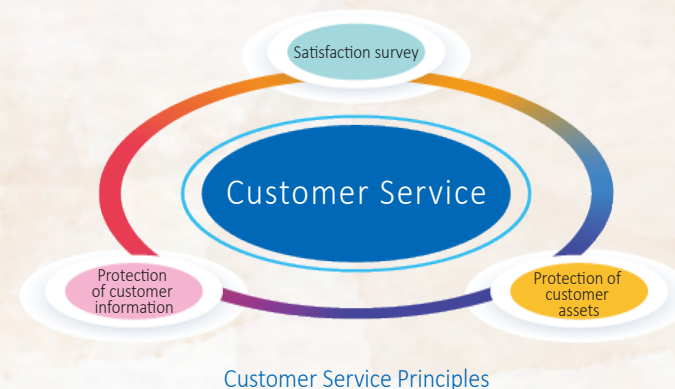 Satisfaction survey
Customer Service
Protection
of customer
information
Protection of
customer
assets
Customer Service Principles